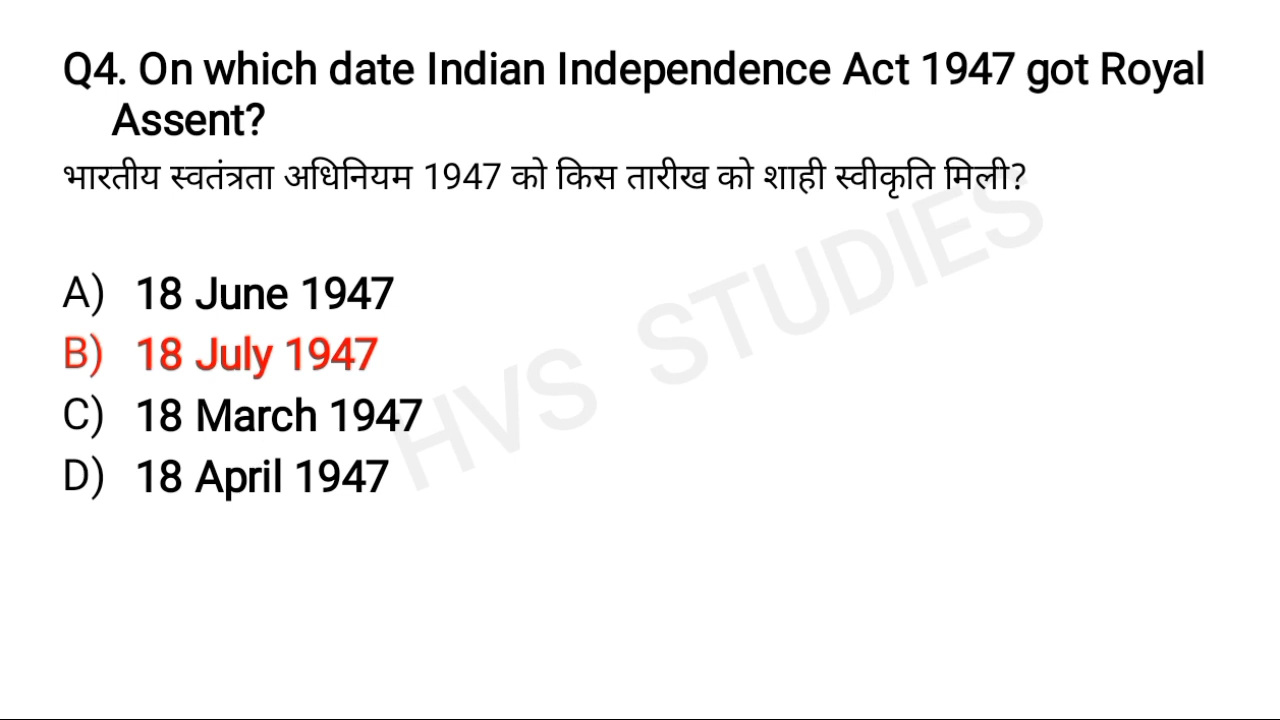 Q4. On which date Indian Independence Act 1947 got Royal
Assent?
भारतीय स्वतंत्रता अधिनियम 1947 को किस तारीख को शाही स्वीकृति मिली?
HVS STUDIES
A) 18 June 1947
B) 18 July 1947
C) 18 March 1947
D) 18 April 1947